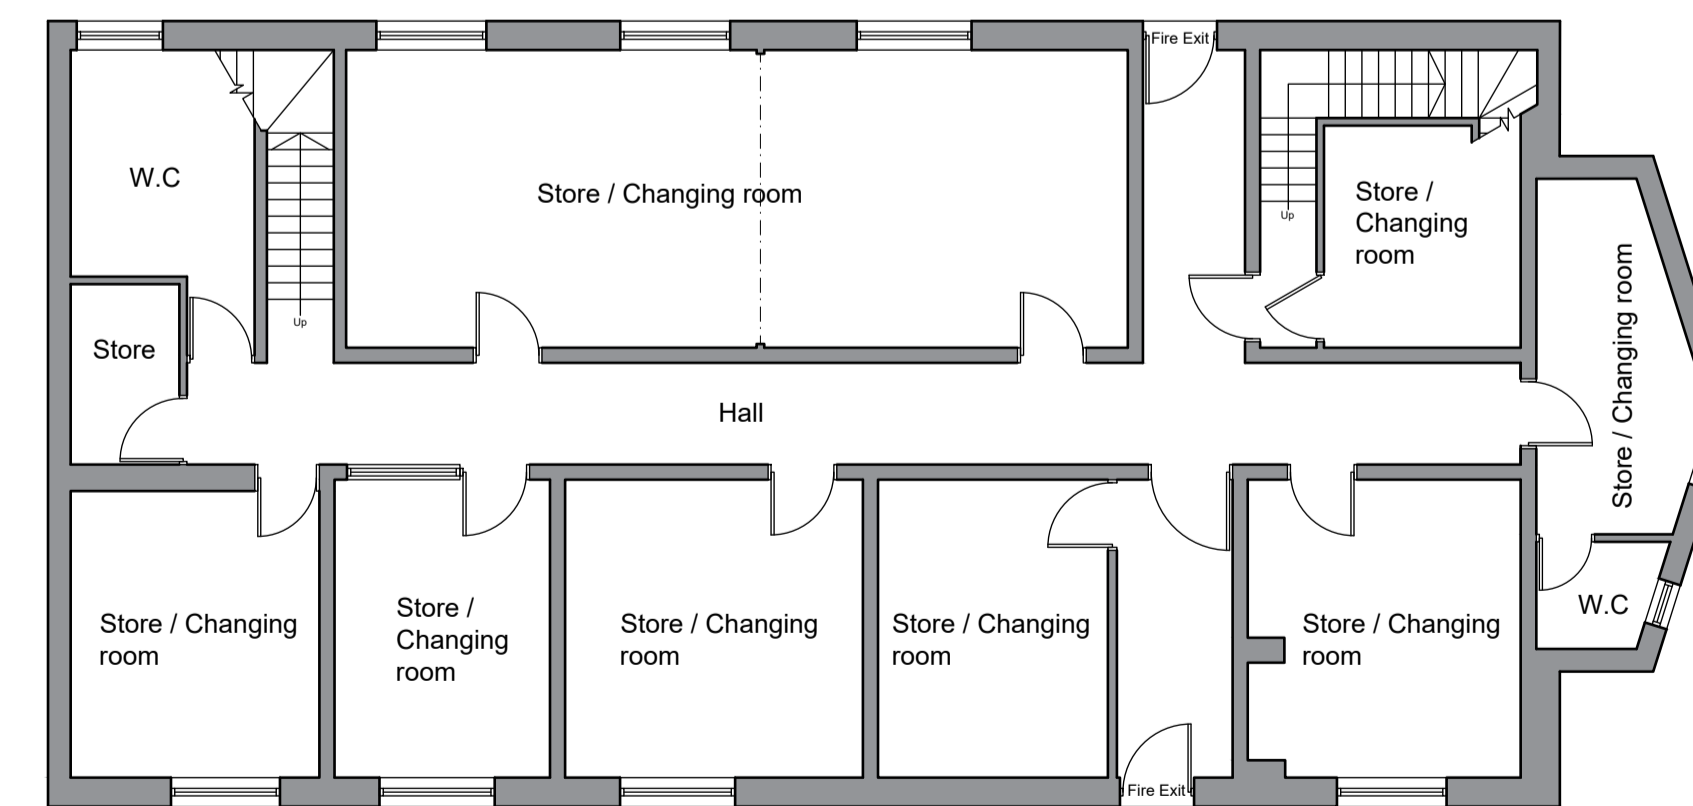 Fire Exit
W.C
Store / Changing room
Store /
Changing
room
Up
Up
Store
Store / Changing room
Hall
Store / Changing
room
Store /
Changing
room
Store / Changing
room
Store / Changing
room
Store / Changing
room
W.C
Fire Exit